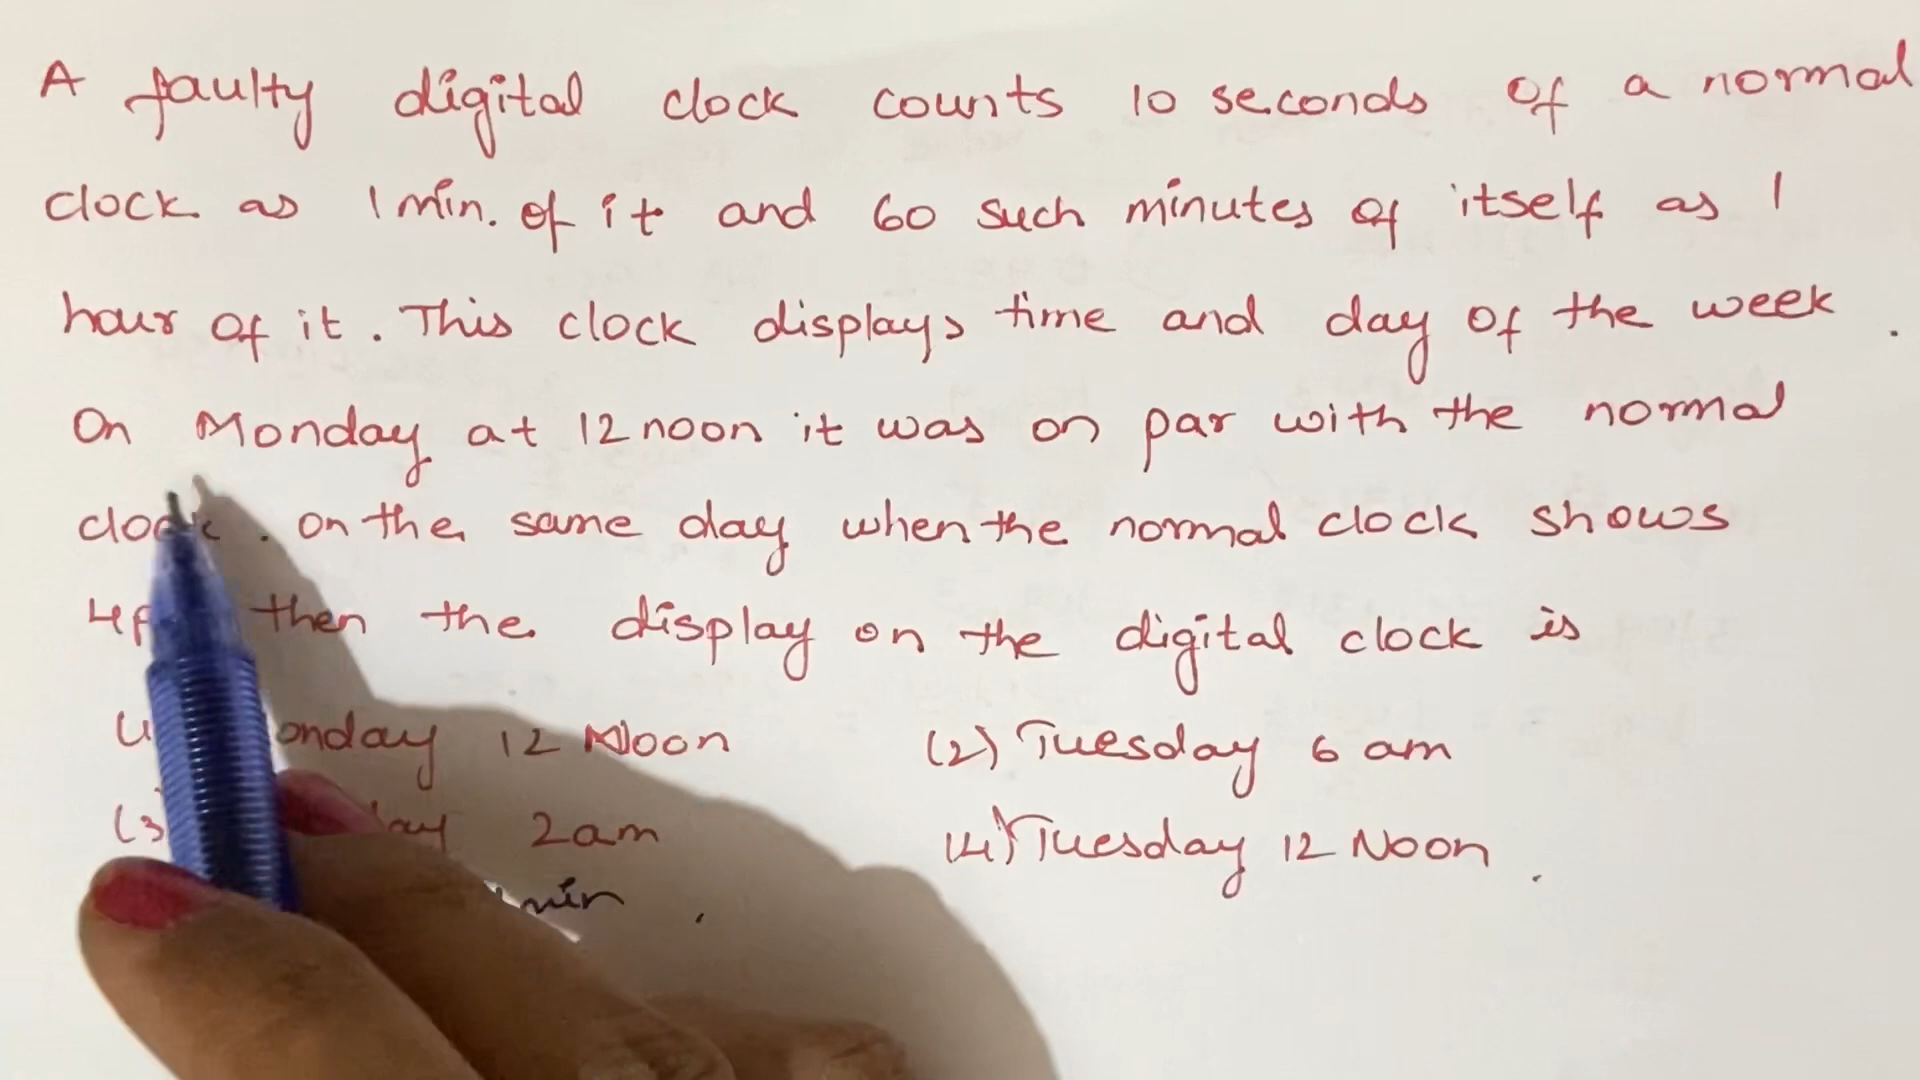 A faulty digital clock counts 10 seconds of a normal
clock as 1 min. of it and 60 such minutes of itself as 1
hour of it. This clock displays time and day of the week.
On Monday at 12 noon it was on par with the normal
clock. on the same day when the normal clock shows
then the display on the digital clock is
12 Noon (2) Tuesday 6 am
2am (4) Tuesday 12 Noon.
min